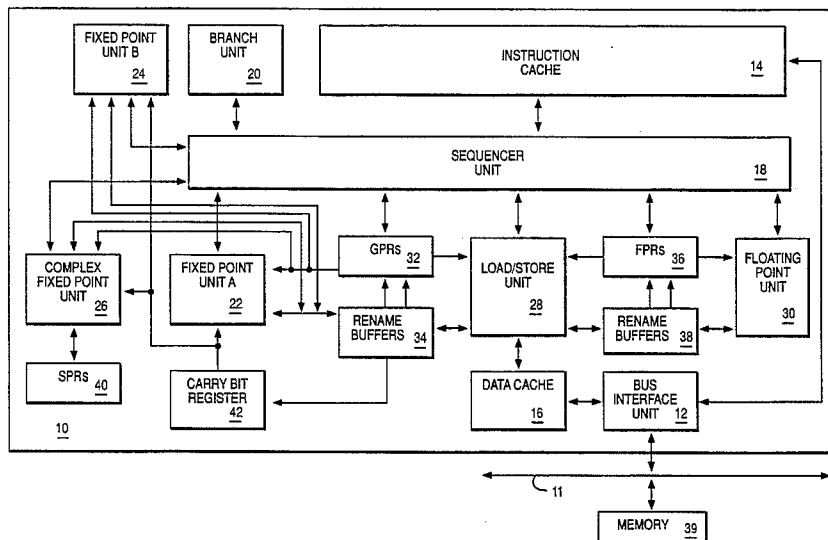 FIXED POINT
UNIT B
24
BRANCH
UNIT
20
INSTRUCTION
CACHE
14
SEQUENCER
UNIT
18
COMPLEX
FIXED POINT
UNIT
26
FIXED POINT
UNIT A
22
GPRs
32
LOAD/STORE
UNIT
28
FPRs
36
FLOATING
POINT
UNIT
30
RENAME
BUFFERS
34
RENAME
BUFFERS
38
SPRs
40
CARRY BIT
REGISTER
42
DATA CACHE
16
BUS
INTERFACE
UNIT
12
10
11
MEMORY
39